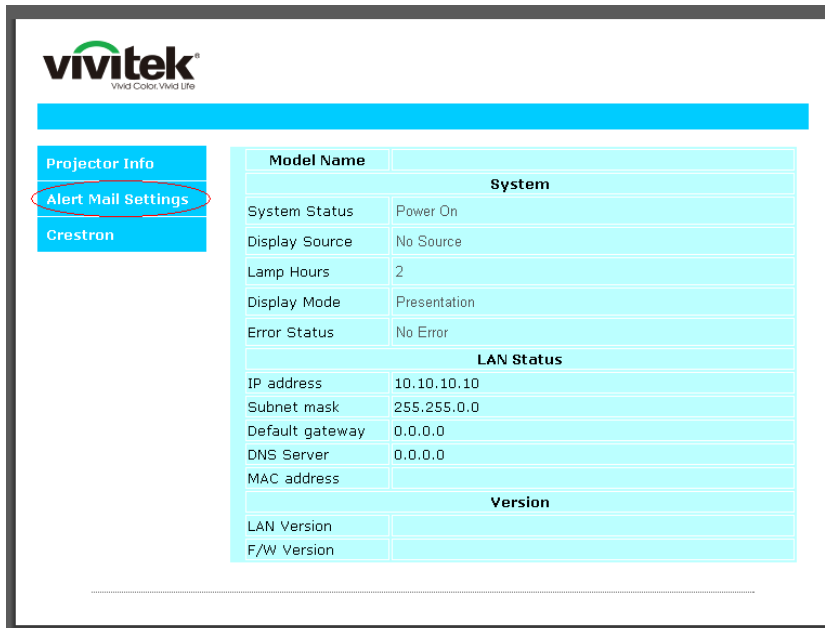 vivitek®
Vivid Color. Vivid Life
Projector Info
Alert Mail Settings
Crestron
Model Name
System
System Status Power On
Display Source No Source
Lamp Hours 2
Display Mode Presentation
Error Status No Error
LAN Status
IP address 10.10.10.10
Subnet mask 255.255.0.0
Default gateway 0.0.0.0
DNS Server 0.0.0.0
MAC address
Version
LAN Version
F/W Version